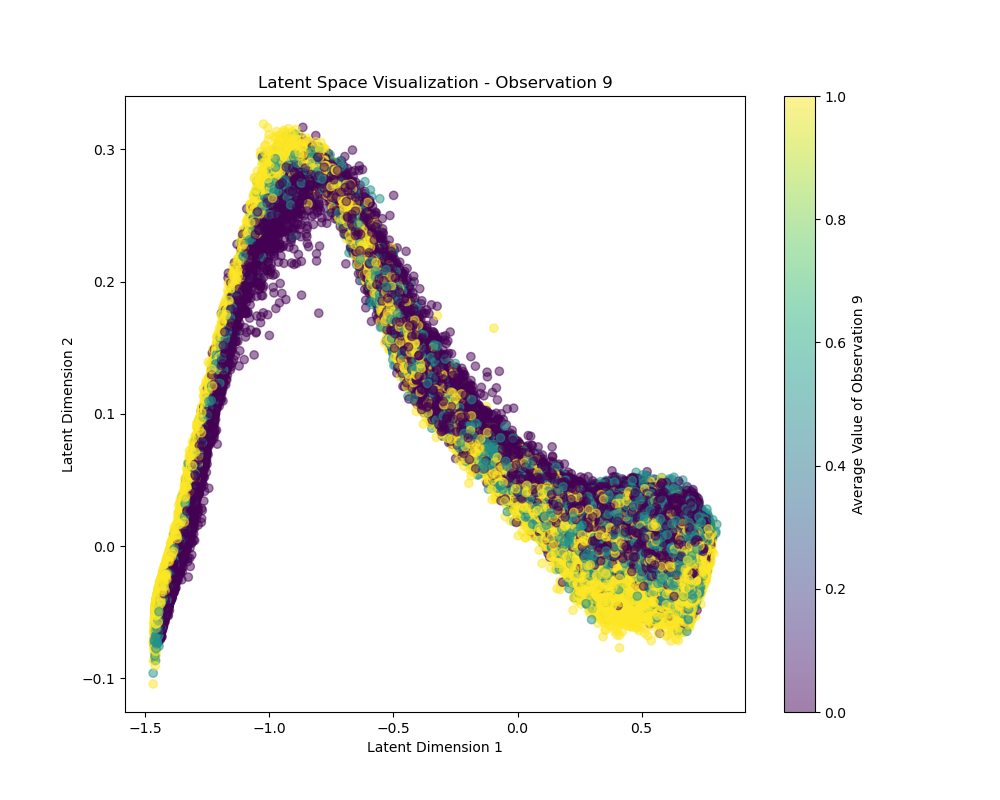 Latent Space Visualization - Observation 9
0.3
0.2
0.1
0.0
−0.1
Latent Dimension 2
−1.5 −1.0 −0.5 0.0 0.5
Latent Dimension 1
1.0
0.8
0.6
0.4
0.2
0.0
Average Value of Observation 9